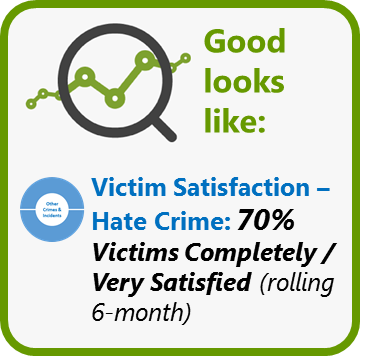 Good
looks
like:
Other
Crimes &
Incidents
Victim Satisfaction –
Hate Crime: 70%
Victims Completely /
Very Satisfied (rolling
6-month)